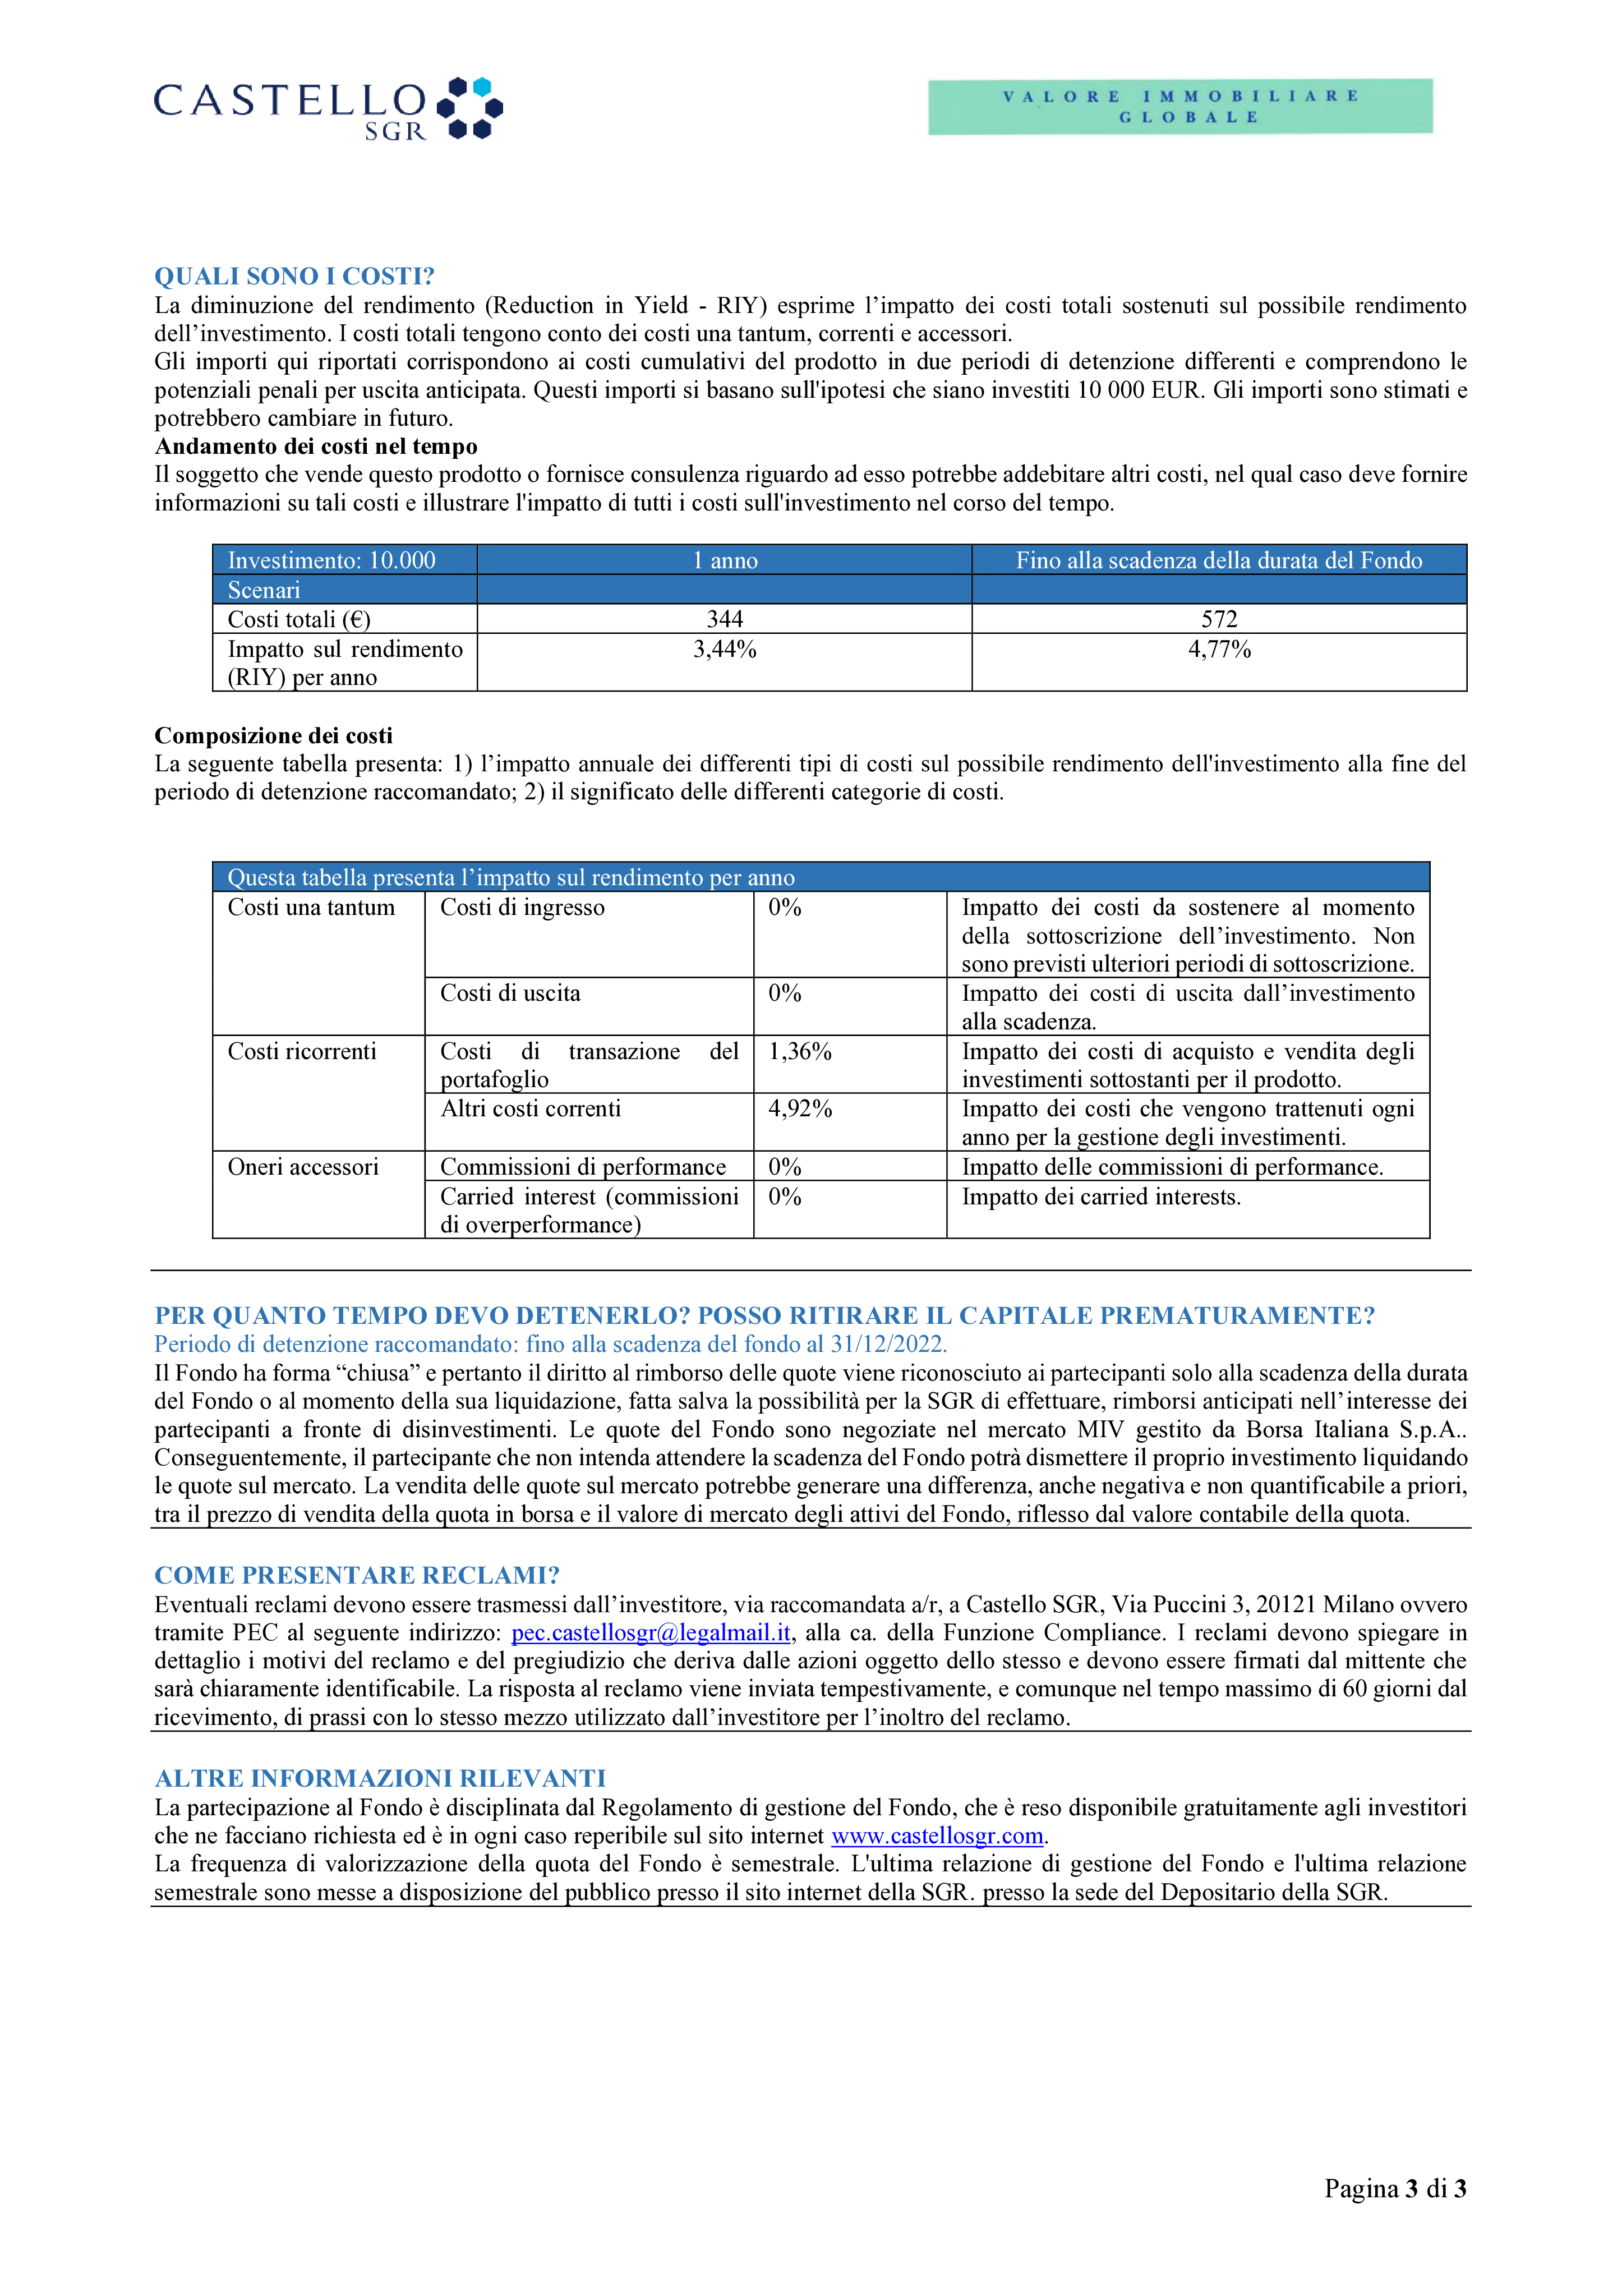 CASTELLO
SGR
VALORE IMMOBILIARE
GLOBALE
QUALI SONO I COSTI?
La diminuzione del rendimento (Reduction in Yield - RIY) esprime l’impatto dei costi totali sostenuti sul possibile rendimento
dell’investimento. I costi totali tengono conto dei costi una tantum, correnti e accessori.
Gli importi qui riportati corrispondono ai costi cumulativi del prodotto in due periodi di detenzione differenti e comprendono le
potenziali penali per uscita anticipata. Questi importi si basano sull'ipotesi che siano investiti 10 000 EUR. Gli importi sono stimati e
potrebbero cambiare in futuro.
Andamento dei costi nel tempo
Il soggetto che vende questo prodotto o fornisce consulenza riguardo ad esso potrebbe addebitare altri costi, nel qual caso deve fornire
informazioni su tali costi e illustrare l'impatto di tutti i costi sull'investimento nel corso del tempo.
Investimento: 10.000 1 anno Fino alla scadenza della durata del Fondo
Scenari
Costi totali (€) 344 572
Impatto sul rendimento 3,44% 4,77%
(RIY) per anno
Composizione dei costi
La seguente tabella presenta: 1) l’impatto annuale dei differenti tipi di costi sul possibile rendimento dell'investimento alla fine del
periodo di detenzione raccomandato; 2) il significato delle differenti categorie di costi.
Questa tabella presenta l’impatto sul rendimento per anno
Costi una tantum Costi di ingresso 0% Impatto dei costi da sostenere al momento
della sottoscrizione dell’investimento. Non
sono previsti ulteriori periodi di sottoscrizione.
Costi di uscita 0% Impatto dei costi di uscita dall’investimento
alla scadenza.
Costi ricorrenti Costi di transazione del 1,36% Impatto dei costi di acquisto e vendita degli
portafoglio investimenti sottostanti per il prodotto.
Altri costi correnti 4,92% Impatto dei costi che vengono trattenuti ogni
anno per la gestione degli investimenti.
Oneri accessori Commissioni di performance 0% Impatto delle commissioni di performance.
Carried interest (commissioni 0% Impatto dei carried interests.
di overperformance)
PER QUANTO TEMPO DEVO DETENERLO? POSSO RITIRARE IL CAPITALE PREMATURAMENTE?
Periodo di detenzione raccomandato: fino alla scadenza del fondo al 31/12/2022.
Il Fondo ha forma “chiusa” e pertanto il diritto al rimborso delle quote viene riconosciuto ai partecipanti solo alla scadenza della durata
del Fondo o al momento della sua liquidazione, fatta salva la possibilità per la SGR di effettuare, rimborsi anticipati nell’interesse dei
partecipanti a fronte di disinvestimenti. Le quote del Fondo sono negoziate nel mercato MIV gestito da Borsa Italiana S.p.A..
Conseguentemente, il partecipante che non intenda attendere la scadenza del Fondo potrà dismettere il proprio investimento liquidando
le quote sul mercato. La vendita delle quote sul mercato potrebbe generare una differenza, anche negativa e non quantificabile a priori,
tra il prezzo di vendita della quota in borsa e il valore di mercato degli attivi del Fondo, riflesso dal valore contabile della quota.
COME PRESENTARE RECLAMI?
Eventuali reclami devono essere trasmessi dall’investitore, via raccomandata a/r, a Castello SGR, Via Puccini 3, 20121 Milano ovvero
tramite PEC al seguente indirizzo: pec.castellosgr@legalmail.it, alla ca. della Funzione Compliance. I reclami devono spiegare in
dettaglio i motivi del reclamo e del pregiudizio che deriva dalle azioni oggetto dello stesso e devono essere firmati dal mittente che
sarà chiaramente identificabile. La risposta al reclamo viene inviata tempestivamente, e comunque nel tempo massimo di 60 giorni dal
ricevimento, di prassi con lo stesso mezzo utilizzato dall’investitore per l’inoltro del reclamo.
ALTRE INFORMAZIONI RILEVANTI
La partecipazione al Fondo è disciplinata dal Regolamento di gestione del Fondo, che è reso disponibile gratuitamente agli investitori
che ne facciano richiesta ed è in ogni caso reperibile sul sito internet www.castellosgr.com.
La frequenza di valorizzazione della quota del Fondo è semestrale. L'ultima relazione di gestione del Fondo e l'ultima relazione
semestrale sono messe a disposizione del pubblico presso il sito internet della SGR. presso la sede del Depositario della SGR.
Pagina 3 di 3